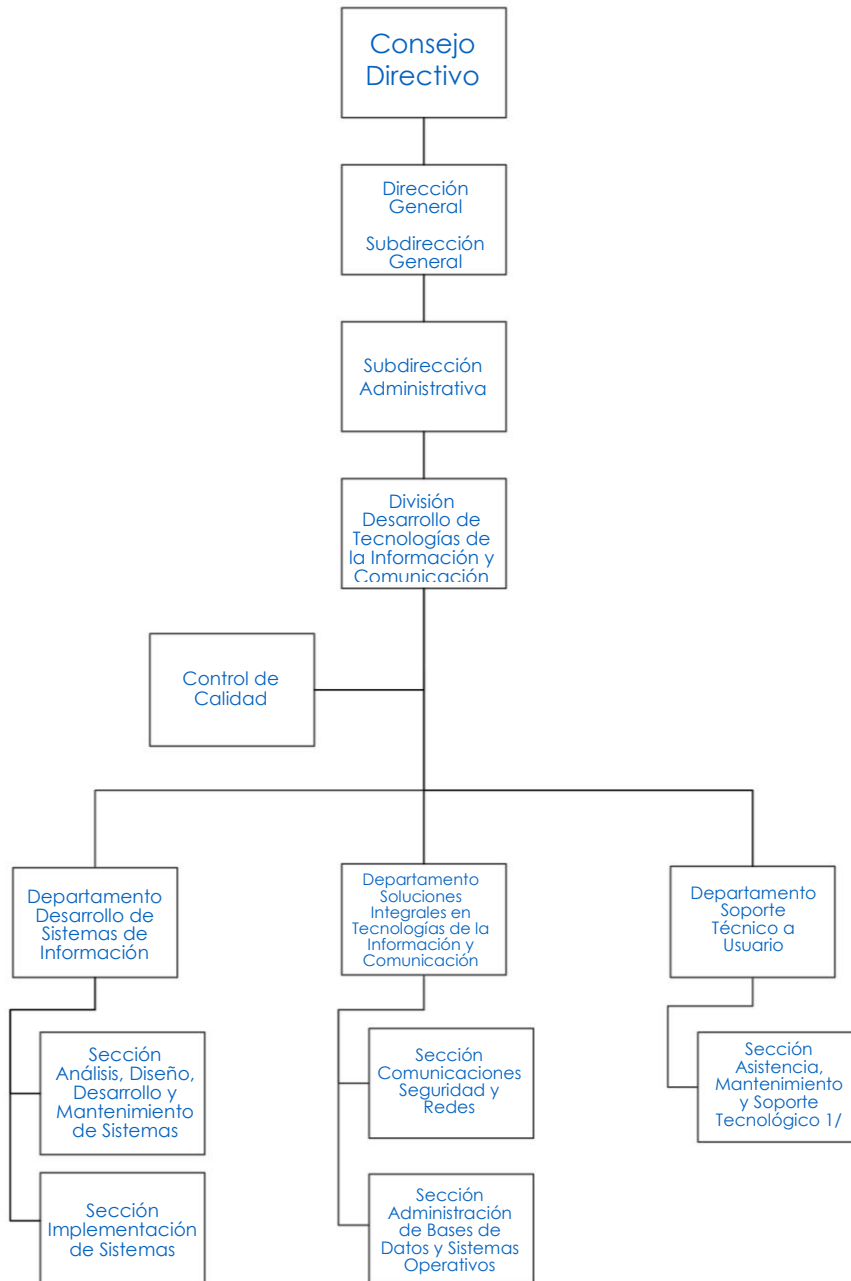 Consejo
Directivo
Dirección
General
Subdirección
General
Subdirección
Administrativa
División
Desarrollo de
Tecnologías de
la Información y
Comunicación
Control de
Calidad
Departamento
Desarrollo de
Sistemas de
Información
Departamento
Soluciones
Integrales en
Tecnologías de la
Información y
Comunicación
Departamento
Soporte
Técnico a
Usuario
Sección
Análisis, Diseño,
Desarrollo y
Mantenimiento
de Sistemas
Sección
Comunicaciones
Seguridad y
Redes
Sección
Asistencia,
Mantenimiento
y Soporte
Tecnológico 1/
Sección
Implementación
de Sistemas
Sección
Administración
de Bases de
Datos y Sistemas
Operativos